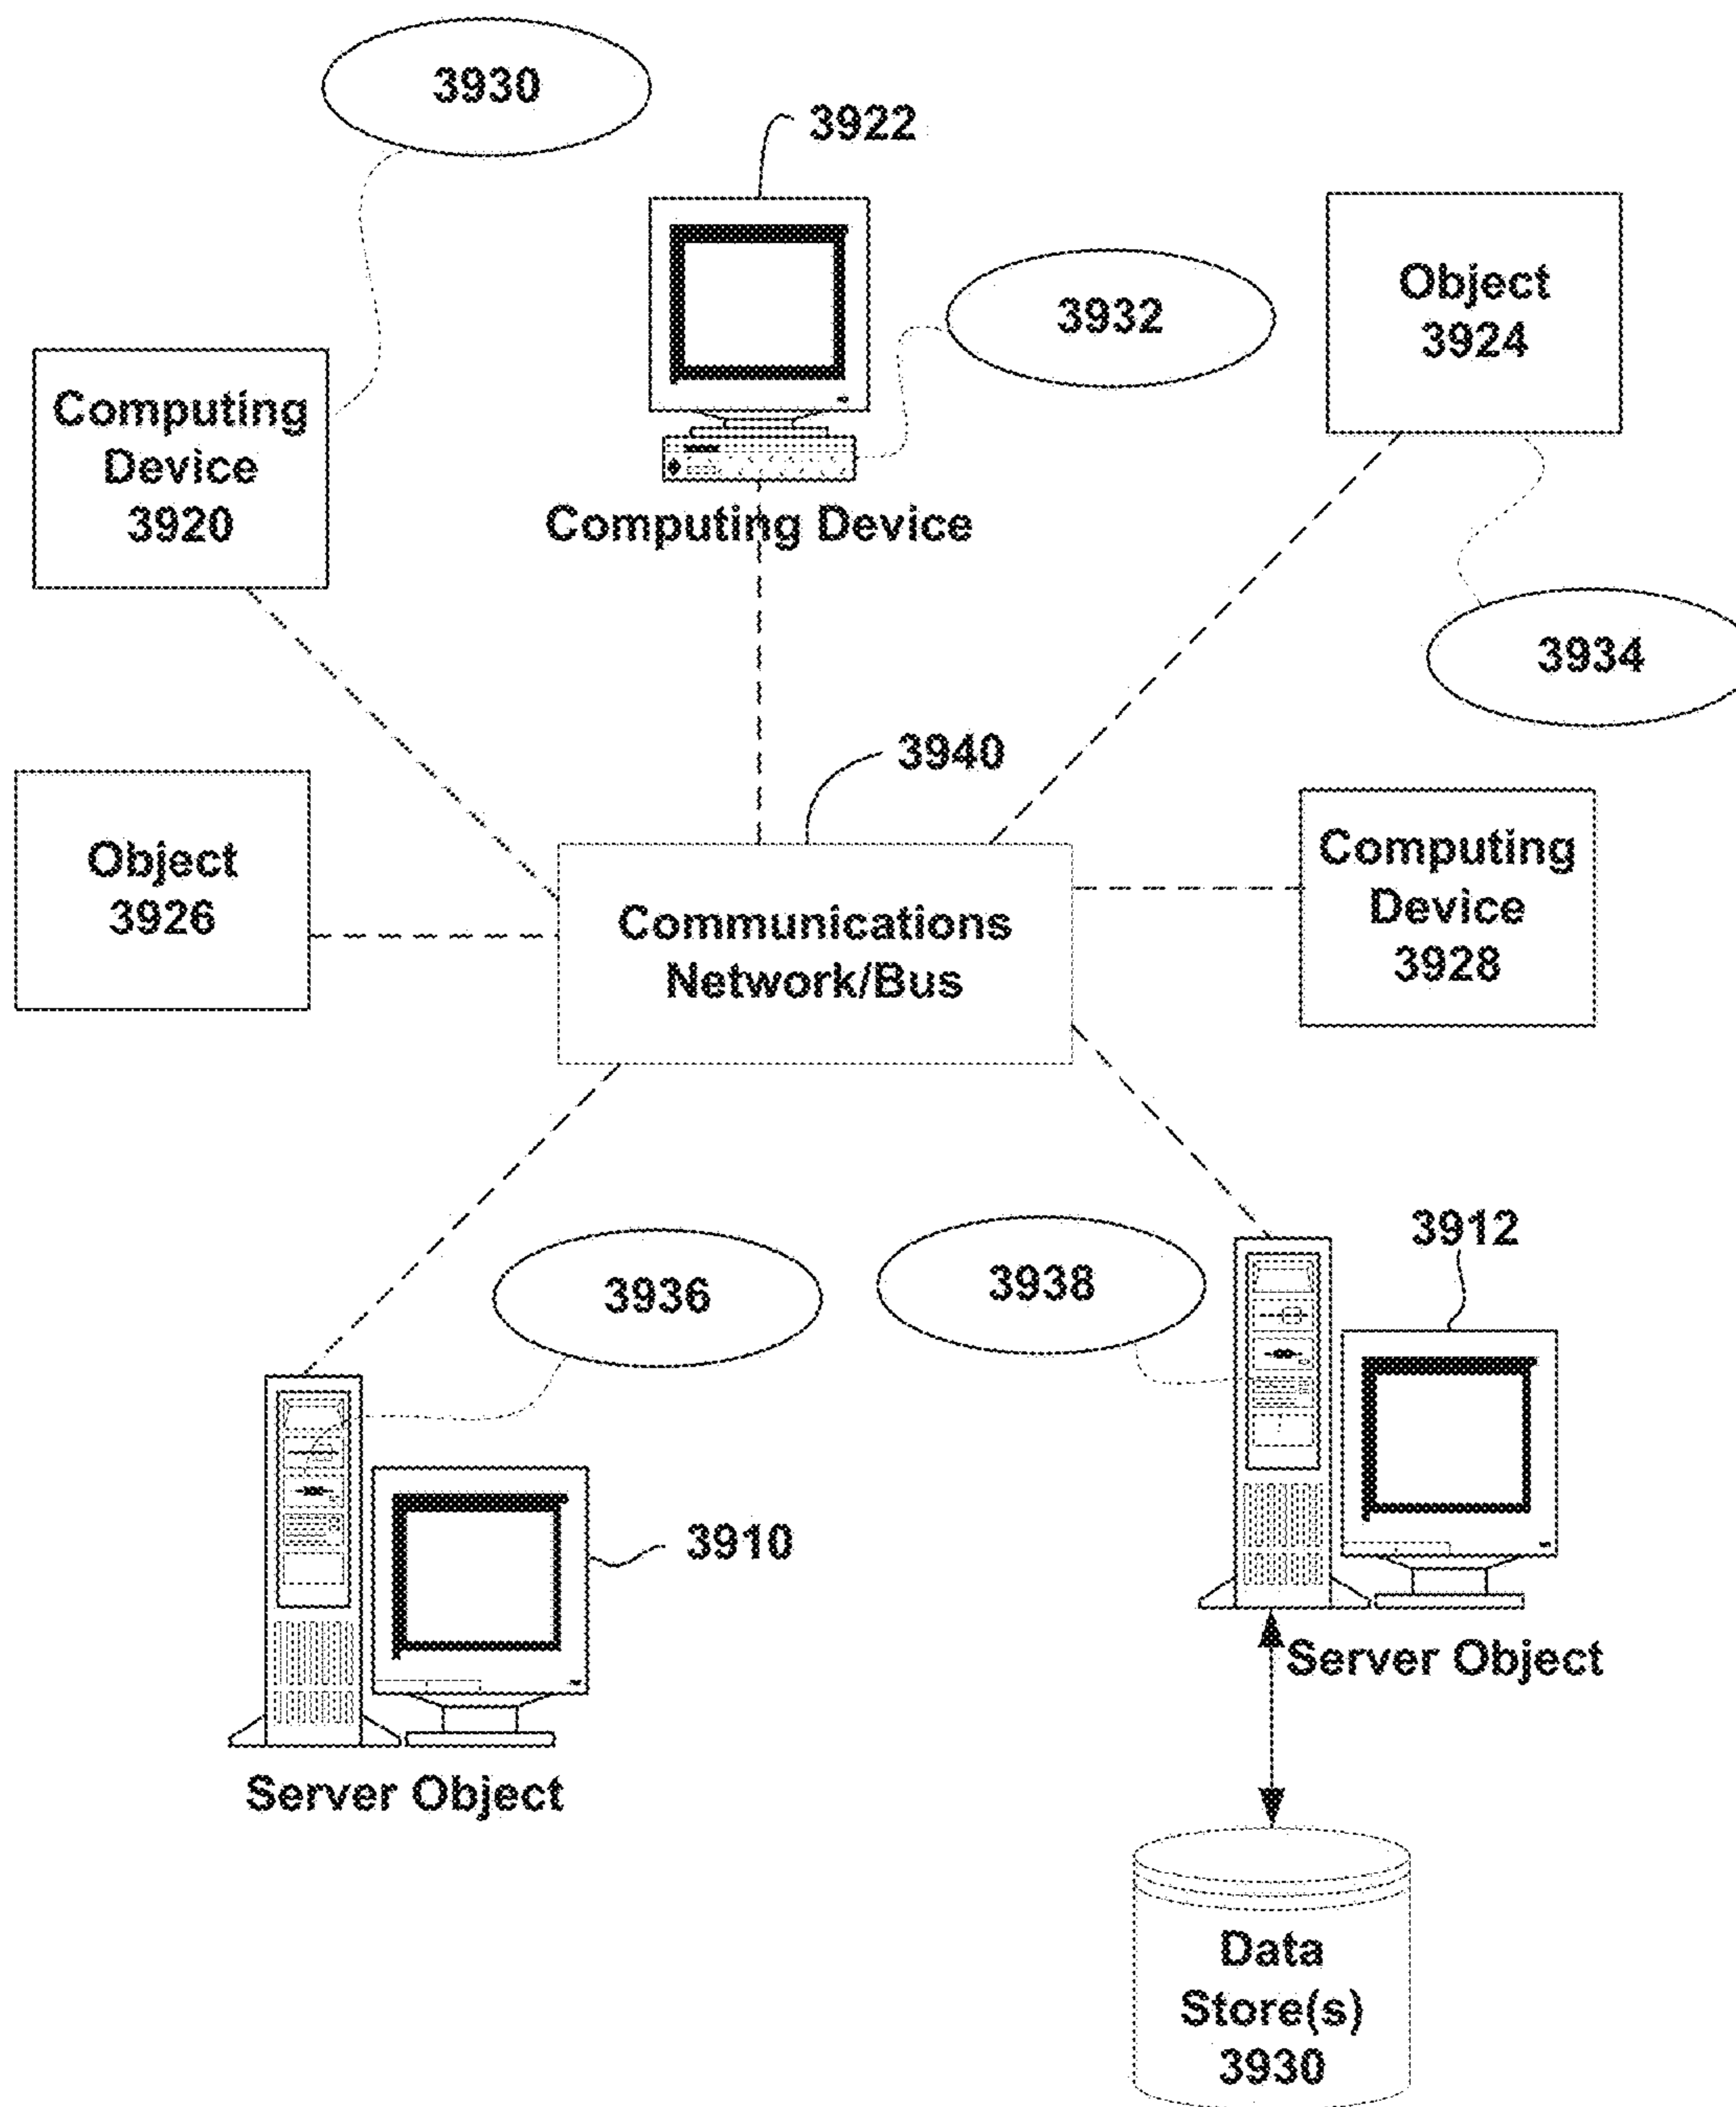 3930
3922
Object
3924
3932
Computing
Device
3920
Computing Device
3934
3940
Object
3926
Communications
Network/Bus
Computing
Device
3928
3936
3938
3912
3910
Server Object
Server Object
Data
Store(s)
3930